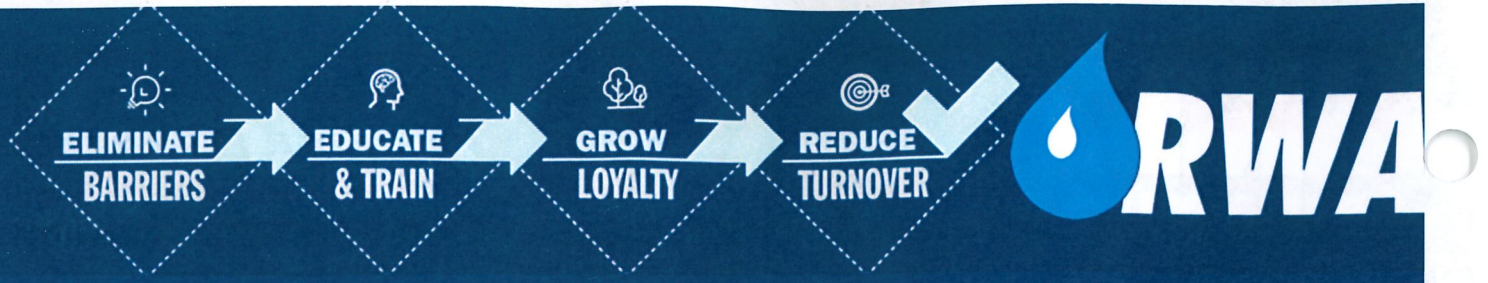 ELIMINATE
BARRIERS
EDUCATE
& TRAIN
GROW
LOYALTY
REDUCE
TURNOVER
RWA